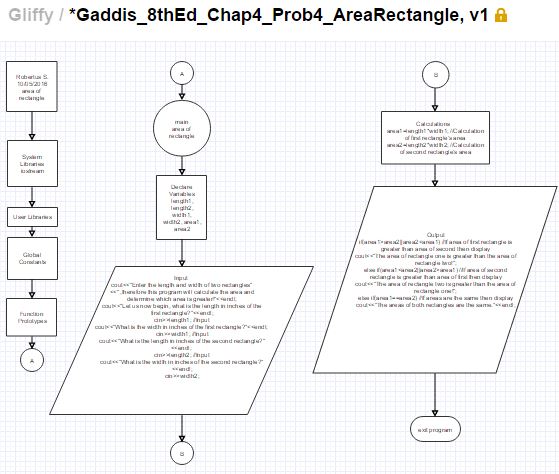 Gliffy / *Gaddis_8thEd_Chap4_Prob4_AreaRectangle, v1
Robertus S.
10/05/2016
area of
rectangle
System
Libraries
iostream
User Libraries
Global
Constants
Function
Prototypes
A
A
main
area of
rectangle
Declare
Variables
length1,
length2,
width1,
width2, area1,
area2
Input
cout<<"Enter the length and width of two rectangles"
<<", therefore this program will calculate the area and
determine which area is greater!"<<endl;
cout<<"Let us now begin, what is the length in inches of the
first rectangle?"<<endl;
cin>>length1; //Input
cout<<"What is the width in inches of the first rectangle?"<<endl;
cin>>width1; //Input
cout<<"What is the length in inches of the second rectangle?"
<<endl;
cin>>length2; //Input
cout<<"What is the width in inches of the second rectangle?"
<<endl;
cin>>width2;
B
B
Calculations
area1=length1*width1; //Calculation
of first rectangle's area
area2=length2*width2; //Calculation
of second rectangle's area
Output
if(area1>area2||area2<area1) //If area of first rectangle is
greater than area of second then display
cout<<"The area of rectangle one is greater than the area of
rectangle two!";
else if(area1<area2||area2>area1) //If area of second
rectangle is greater than area of first then display
cout<<"The area of rectangle two is greater than the area of
rectangle one!";
else if(area1==area2) //If areas are the same then display
cout<<"The areas of both rectangles are the same."<<endl;
exit program